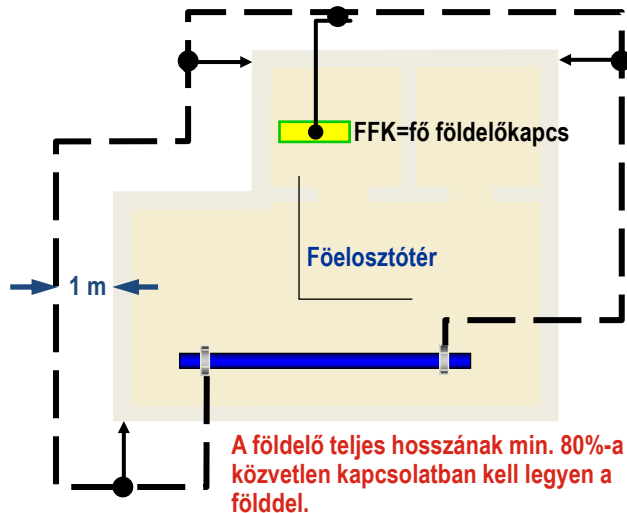 FFK=fő földelőkapcs
Föelosztótér
1 m
A földelő teljes hosszának min. 80%-a
közvetlen kapcsolatban kell legyen a
földdel.